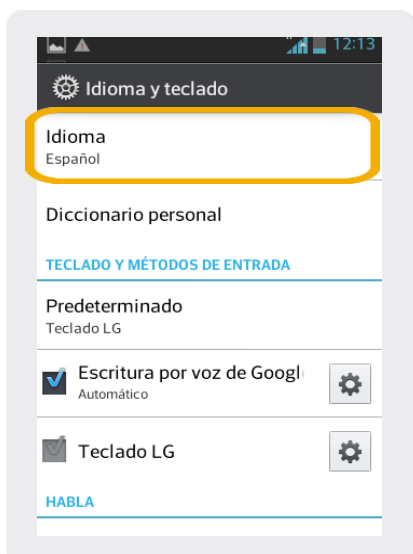 12:13
Idioma y teclado
Idioma
Español
Diccionario personal
TECLADO Y MÉTODOS DE ENTRADA
Predeterminado
Teclado LG
Escritura por voz de Googl
Automático
Teclado LG
HABLA